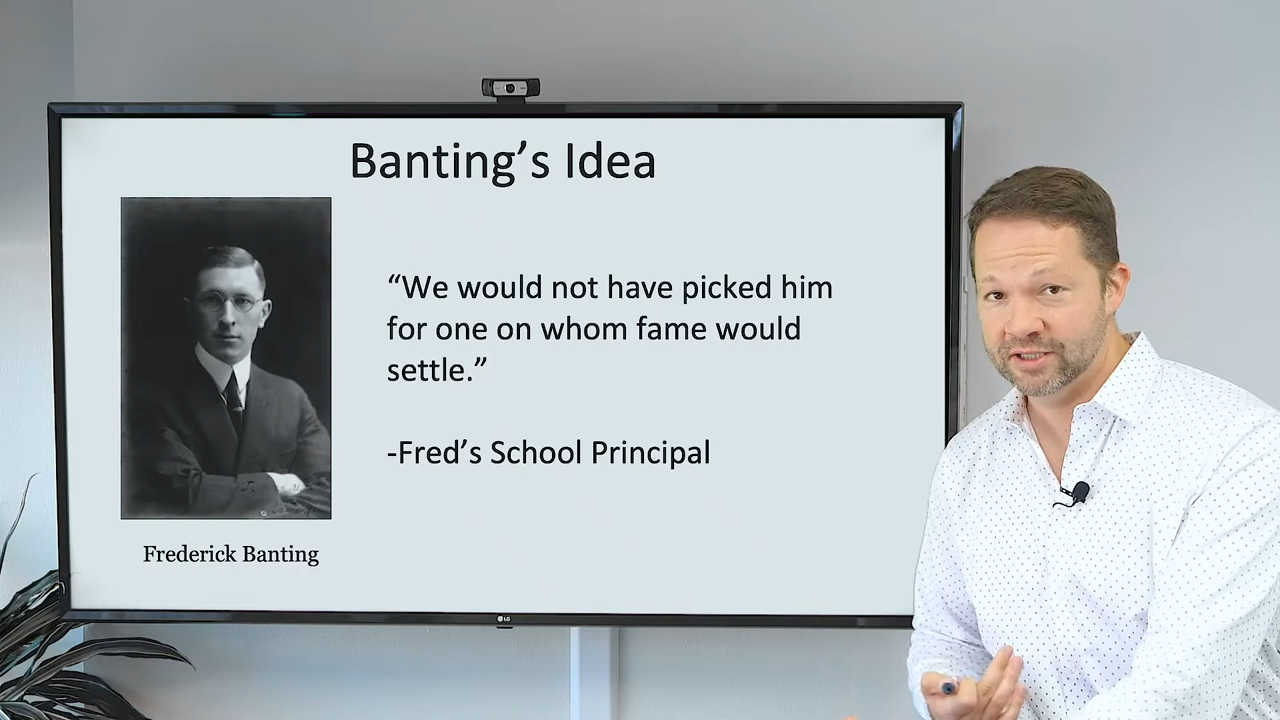 Banting’s Idea
“We would not have picked him
for one on whom fame would
settle.”
-Fred’s School Principal
Frederick Banting
LG